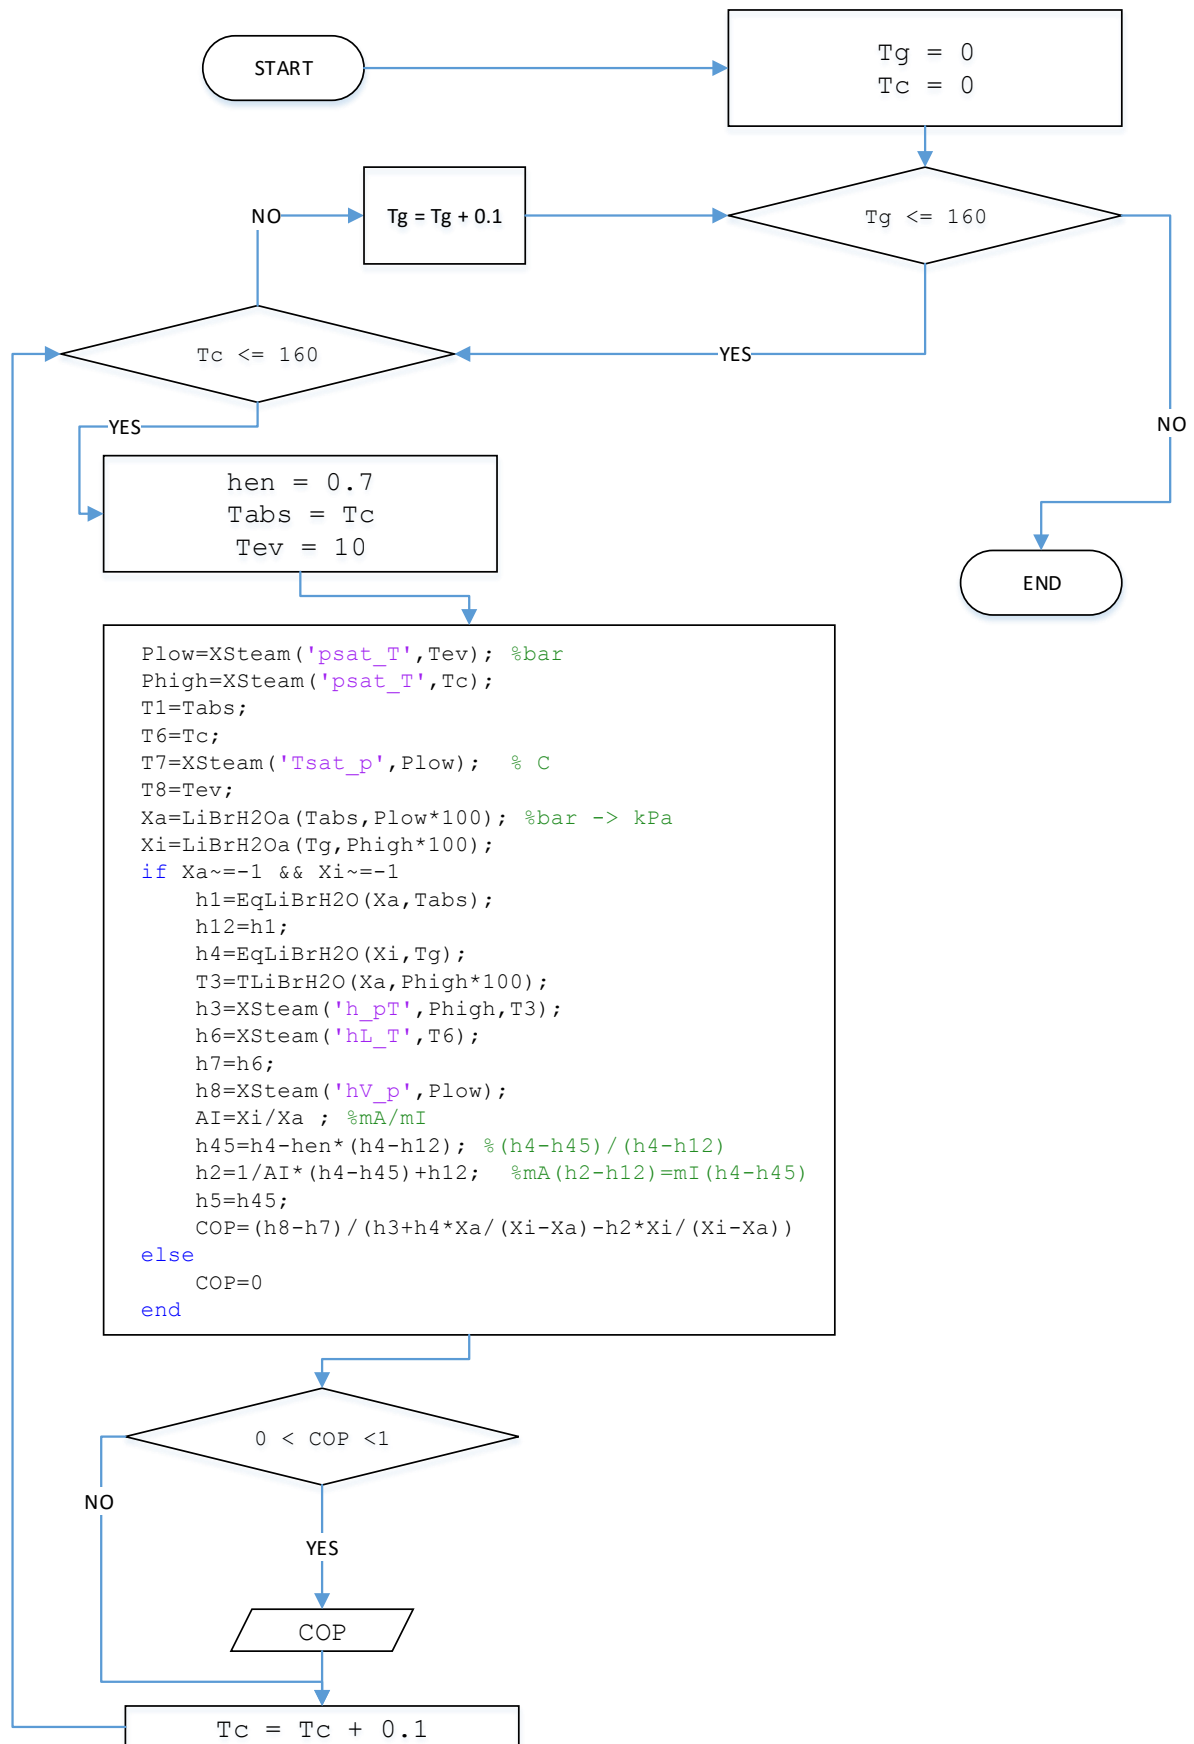 START
Tg = 0
Tc = 0
NO
Tg = Tg + 0.1
Tg <= 160
Tc <= 160
YES
YES
NO
hen = 0.7
Tabs = Tc
Tev = 10
END
Plow=XSteam('psat_T',Tev); %bar
Phigh=XSteam('psat_T',Tc);
T1=Tabs;
T6=Tc;
T7=XSteam('Tsat_p',Plow);  % C
T8=Tev;
Xa=LiBrH2Oa(Tabs,Plow*100); %bar -> kPa
Xi=LiBrH2Oa(Tg,Phigh*100);
if Xa~=-1 && Xi~=-1
h1=EqLiBrH2O(Xa,Tabs);
h12=h1;
h4=EqLiBrH2O(Xi,Tg);
T3=TLiBrH2O(Xa,Phigh*100);
h3=XSteam('h_pT',Phigh,T3);
h6=XSteam('hL_T',T6);
h7=h6;
h8=XSteam('hV_p',Plow);
AI=Xi/Xa ; %mA/mI
h45=h4-hen*(h4-h12); %(h4-h45)/(h4-h12)
h2=1/AI*(h4-h45)+h12;  %mA(h2-h12)=mI(h4-h45)
h5=h45;
COP=(h8-h7)/(h3+h4*Xa/(Xi-Xa)-h2*Xi/(Xi-Xa))
else
COP=0
end
0 < COP <1
NO
YES
COP
Tc = Tc + 0.1